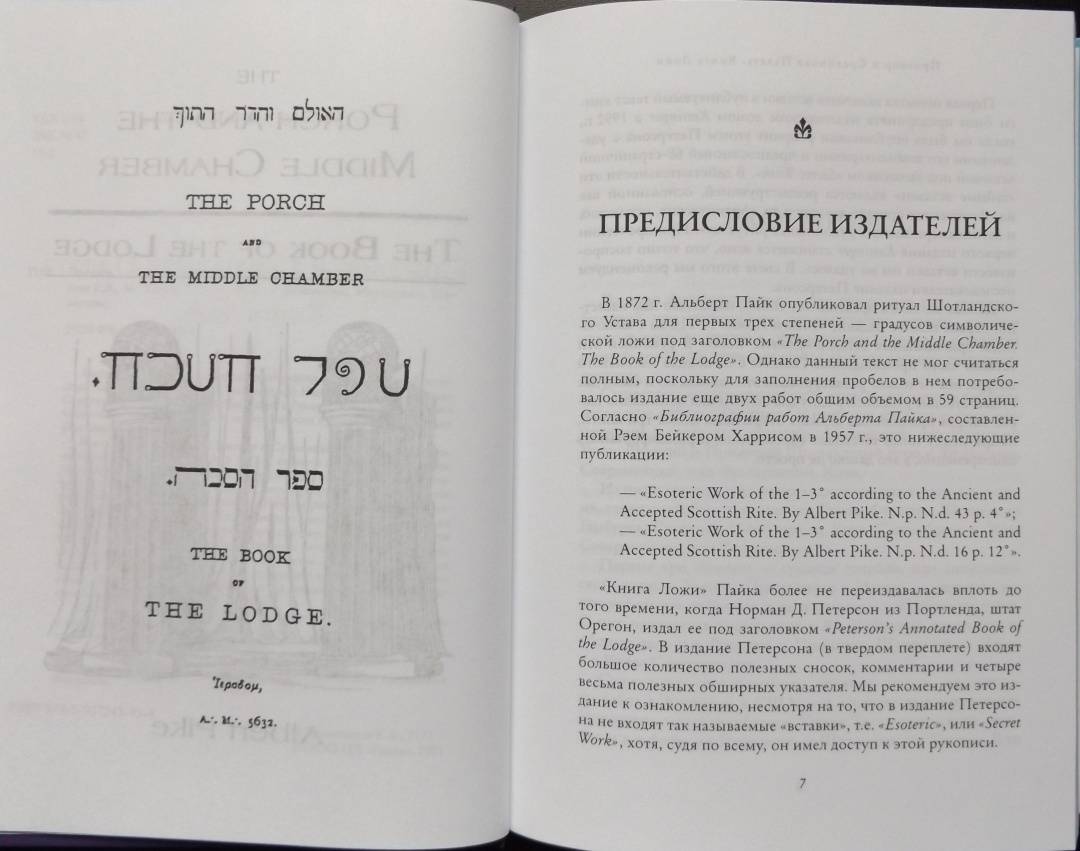 האולם והדר התוך
THE PORCH
AND
THE MIDDLE CHAMBER
ספר הסכה.
THE BOOK
OF
THE LODGE.
Ἱεροδομ,
A∴ M∴ 5632.
Albert Pike
ПРЕДИСЛОВИЕ ИЗДАТЕЛЕЙ
В 1872 г. Альберт Пайк опубликовал ритуал Шотландско-
го Устава для первых трех степеней — градусов символиче-
ской ложи под заголовком «The Porch and the Middle Chamber.
The Book of the Lodge». Однако данный текст не мог считаться
полным, поскольку для заполнения пробелов в нем потребо-
валось издание еще двух работ общим объемом в 59 страниц.
Согласно «Библиографии работ Альберта Пайка», составлен-
ной Рэем Бейкером Харрисом в 1957 г., это нижеследующие
публикации:
— «Esoteric Work of the 1–3° according to the Ancient and
Accepted Scottish Rite. By Albert Pike. N.p. N.d. 43 p. 4°»;
— «Esoteric Work of the 1–3° according to the Ancient and
Accepted Scottish Rite. By Albert Pike. N.p. N.d. 16 p. 12°».
«Книга Ложи» Пайка более не переиздавалась вплоть до
того времени, когда Норман Д. Петерсон из Портленда, штат
Орегон, издал ее под заголовком «Peterson's Annotated Book of
the Lodge». В издание Петерсона (в твердом переплете) входят
большое количество полезных сносок, комментарии и четыре
весьма полезных обширных указателя. Мы рекомендуем это из-
дание к ознакомлению, несмотря на то, что в издание Петерсо-
на не входят так называемые «вставки», т.е. «Esoteric», или «Secret
Work», хотя, судя по всему, он имел доступ к этой рукописи.
7